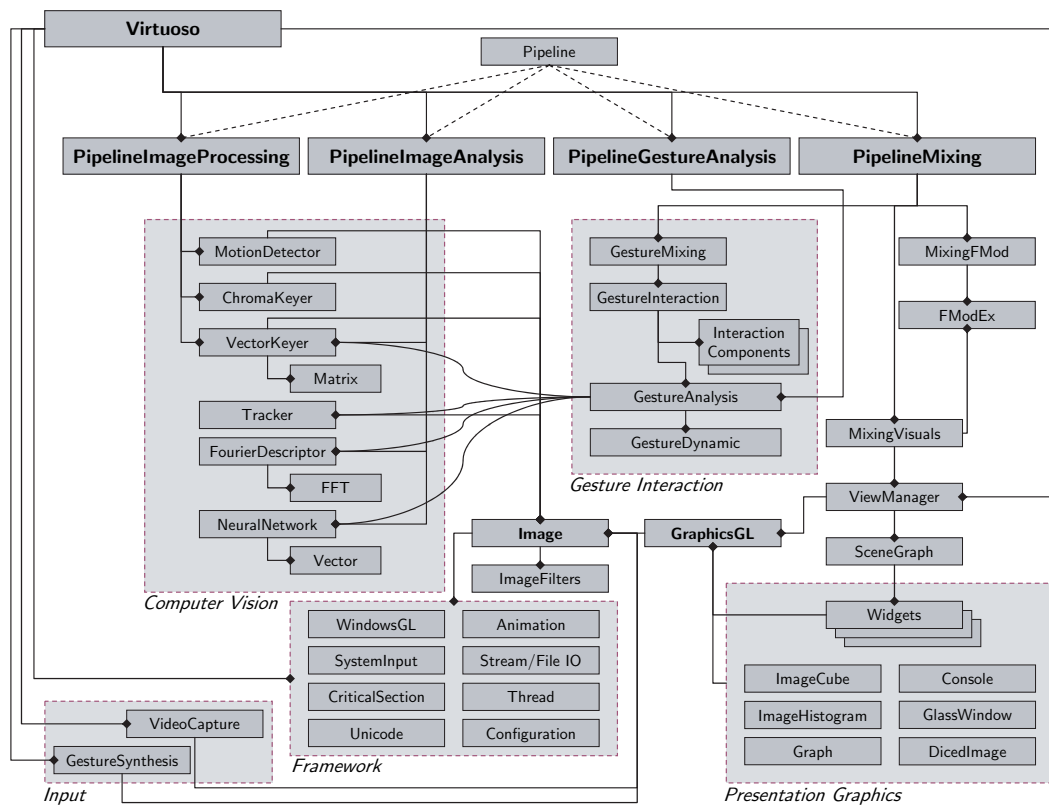 Virtuoso
Pipeline
PipelineImageProcessing
PipelineImageAnalysis
PipelineGestureAnalysis
PipelineMixing
MotionDetector
ChromaKeyer
VectorKeyer
Matrix
Tracker
FourierDescriptor
FFT
NeuralNetwork
Vector
Computer Vision
GestureMixing
GestureInteraction
Interaction
Components
GestureAnalysis
GestureDynamic
Gesture Interaction
MixingFMod
FModEx
MixingVisuals
ViewManager
SceneGraph
Image
GraphicsGL
ImageFilters
WindowsGL
Animation
SystemInput
Stream/File IO
CriticalSection
Thread
Unicode
Configuration
Framework
Widgets
ImageCube
Console
ImageHistogram
GlassWindow
Graph
DicedImage
Presentation Graphics
VideoCapture
GestureSynthesis
Input